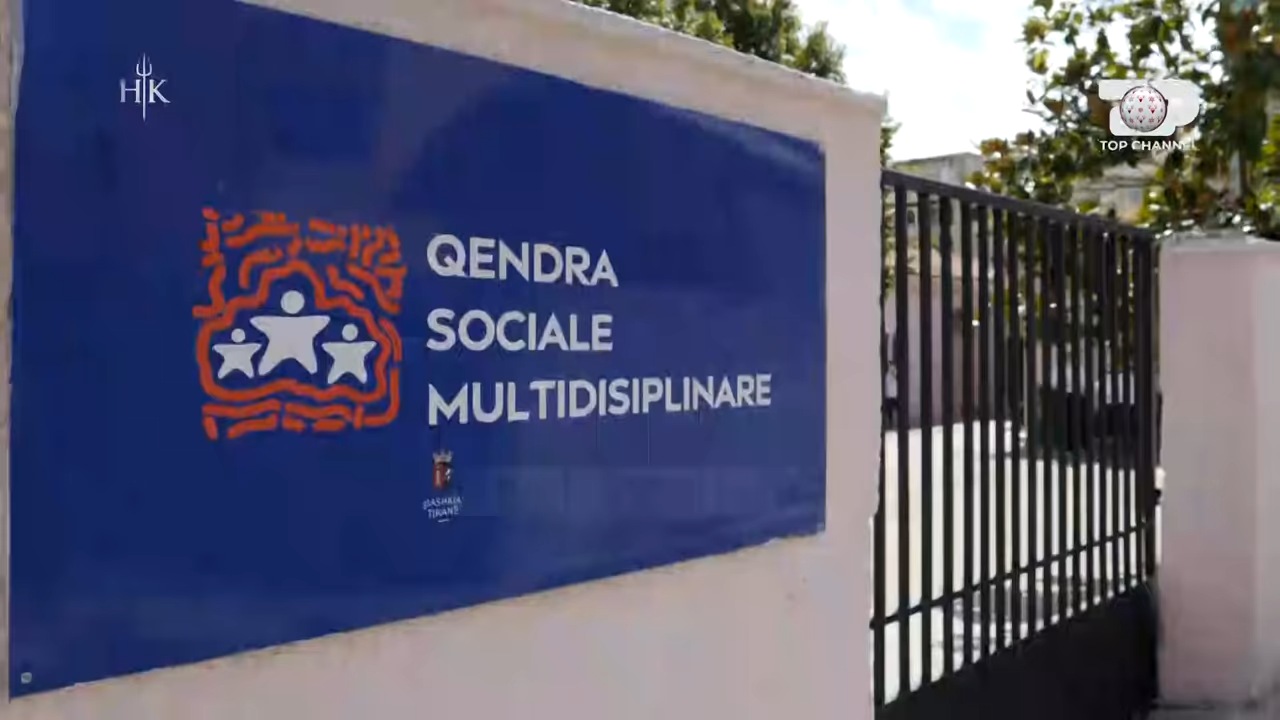 HK
TOP CHANNEL
QENDRA
SOCIALE
MULTIDISIPLINARE
BASHKIA
TIRANË